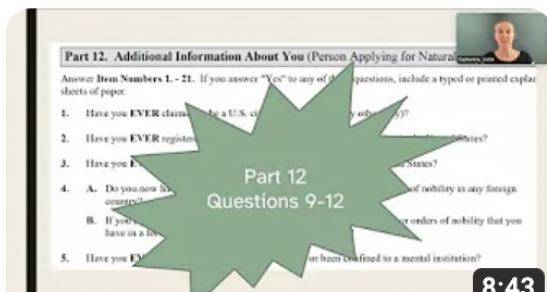 Part 12. Additional Information About You (Person Applying for Natural
Answer Item Numbers 1. - 21. If you answer "Yes" to any of questions, include a typed or printed explan
sheets of paper.
1. Have you EVER claim be a U.S. ci
2. Have you EVER register States?
3. Have you E States?
4. A. Do you now ha of nobility in any foreign
country?
B. If you or orders of nobility that you
have in a fo
5. Have you EV or been confined to a mental institution?
Part 12
Questions 9-12
8:43